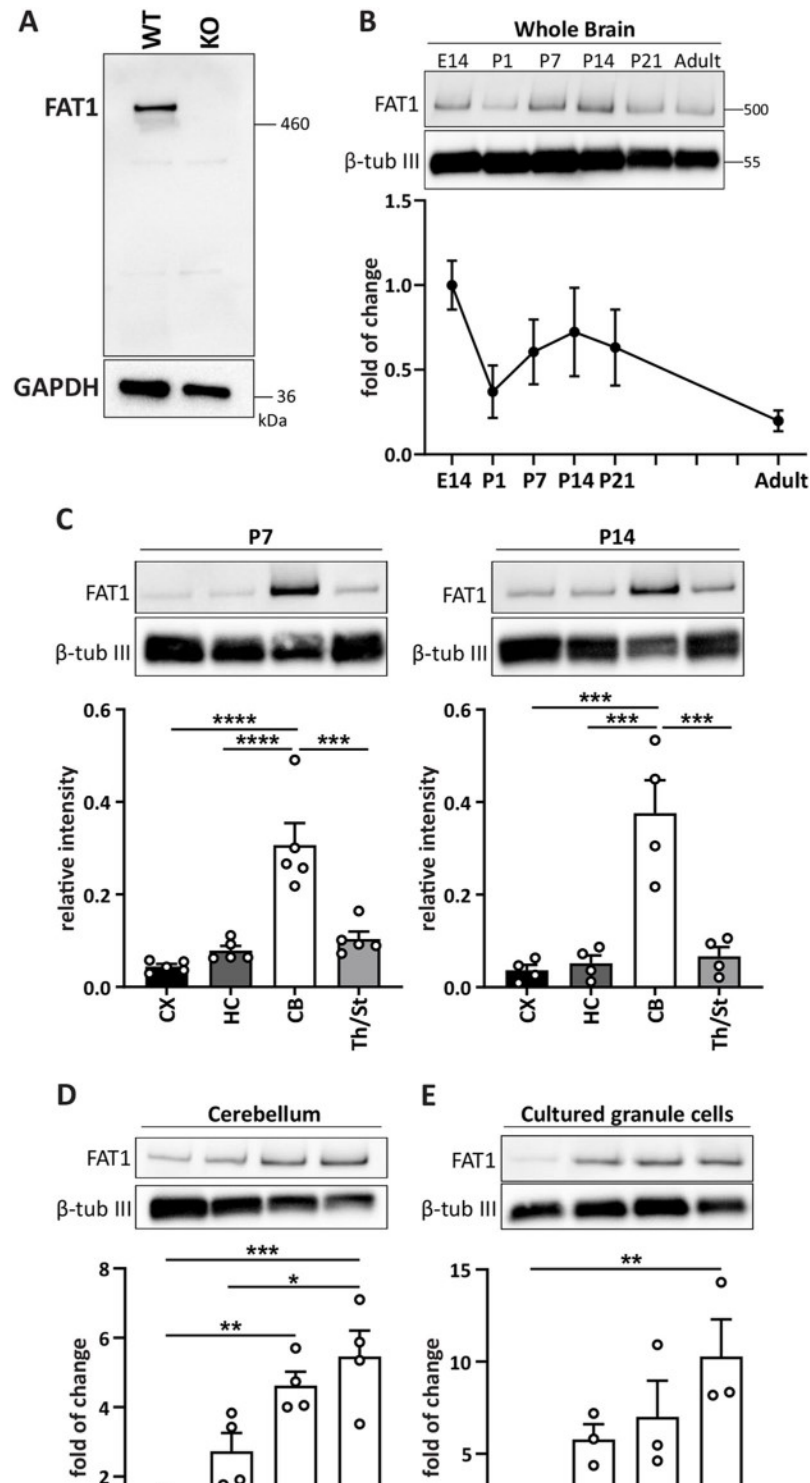 A
WT
KO
FAT1
460
GAPDH
36
kDa
B
Whole Brain
E14 P1 P7 P14 P21 Adult
FAT1
500
β-tub III
55
1.5
1.0
0.5
0.0
fold of change
E14 P1 P7 P14 P21 Adult
C
P7
FAT1
β-tub III
0.6
0.4
0.2
0.0
relative intensity
****
**** ***
CX HC CB Th/St
P14
FAT1
β-tub III
0.6
0.4
0.2
0.0
relative intensity
***
*** ***
CX HC CB Th/St
D
Cerebellum
FAT1
β-tub III
8
6
4
2
fold of change
***
*
**
E
Cultured granule cells
FAT1
β-tub III
15
10
5
fold of change
**